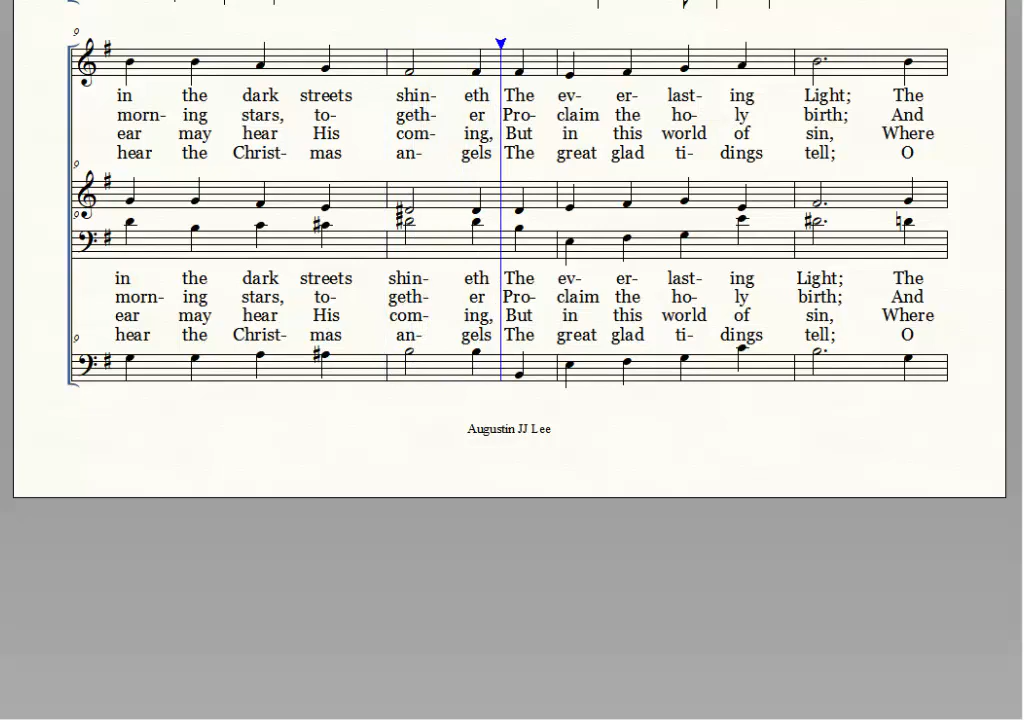 9
in the dark streets shin- eth The ev- er- last- ing Light; The
morn- ing stars, to- geth- er Pro- claim the ho- ly birth; And
ear may hear His com- ing, But in this world of sin, Where
hear the Christ- mas an- gels The great glad ti- dings tell; O
9
9
in the dark streets shin- eth The ev- er- last- ing Light; The
morn- ing stars, to- geth- er Pro- claim the ho- ly birth; And
ear may hear His com- ing, But in this world of sin, Where
hear the Christ- mas an- gels The great glad ti- dings tell; O
9
Augustin JJ Lee